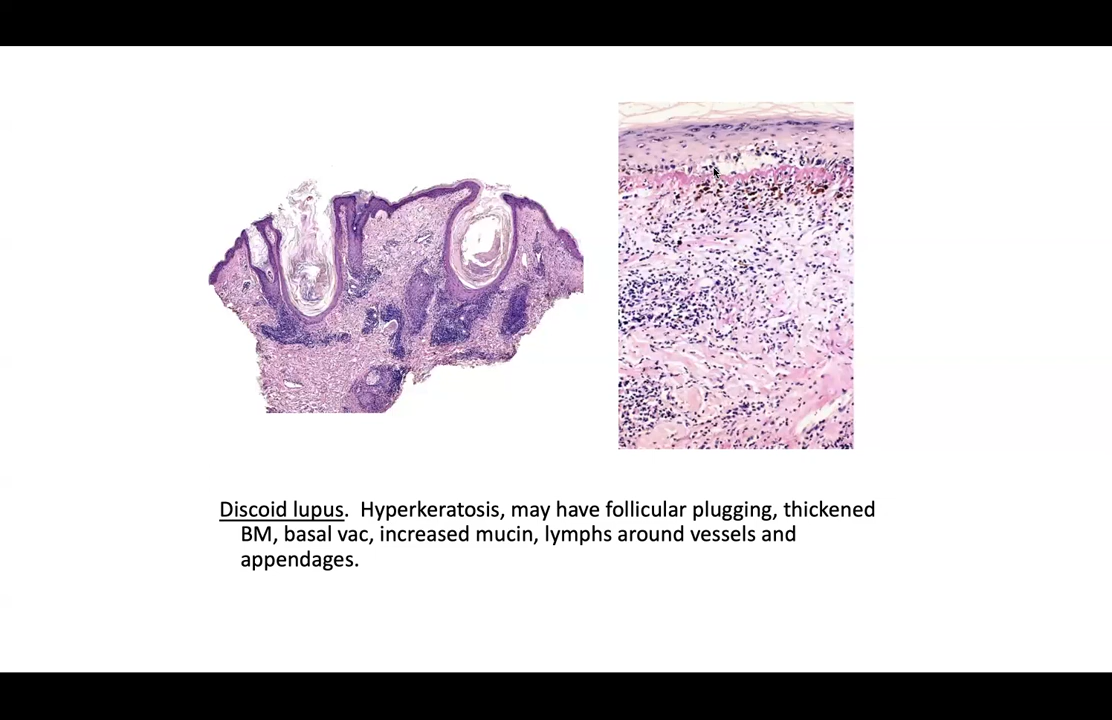 Discoid lupus.  Hyperkeratosis, may have follicular plugging, thickened
BM, basal vac, increased mucin, lymphs around vessels and
appendages.